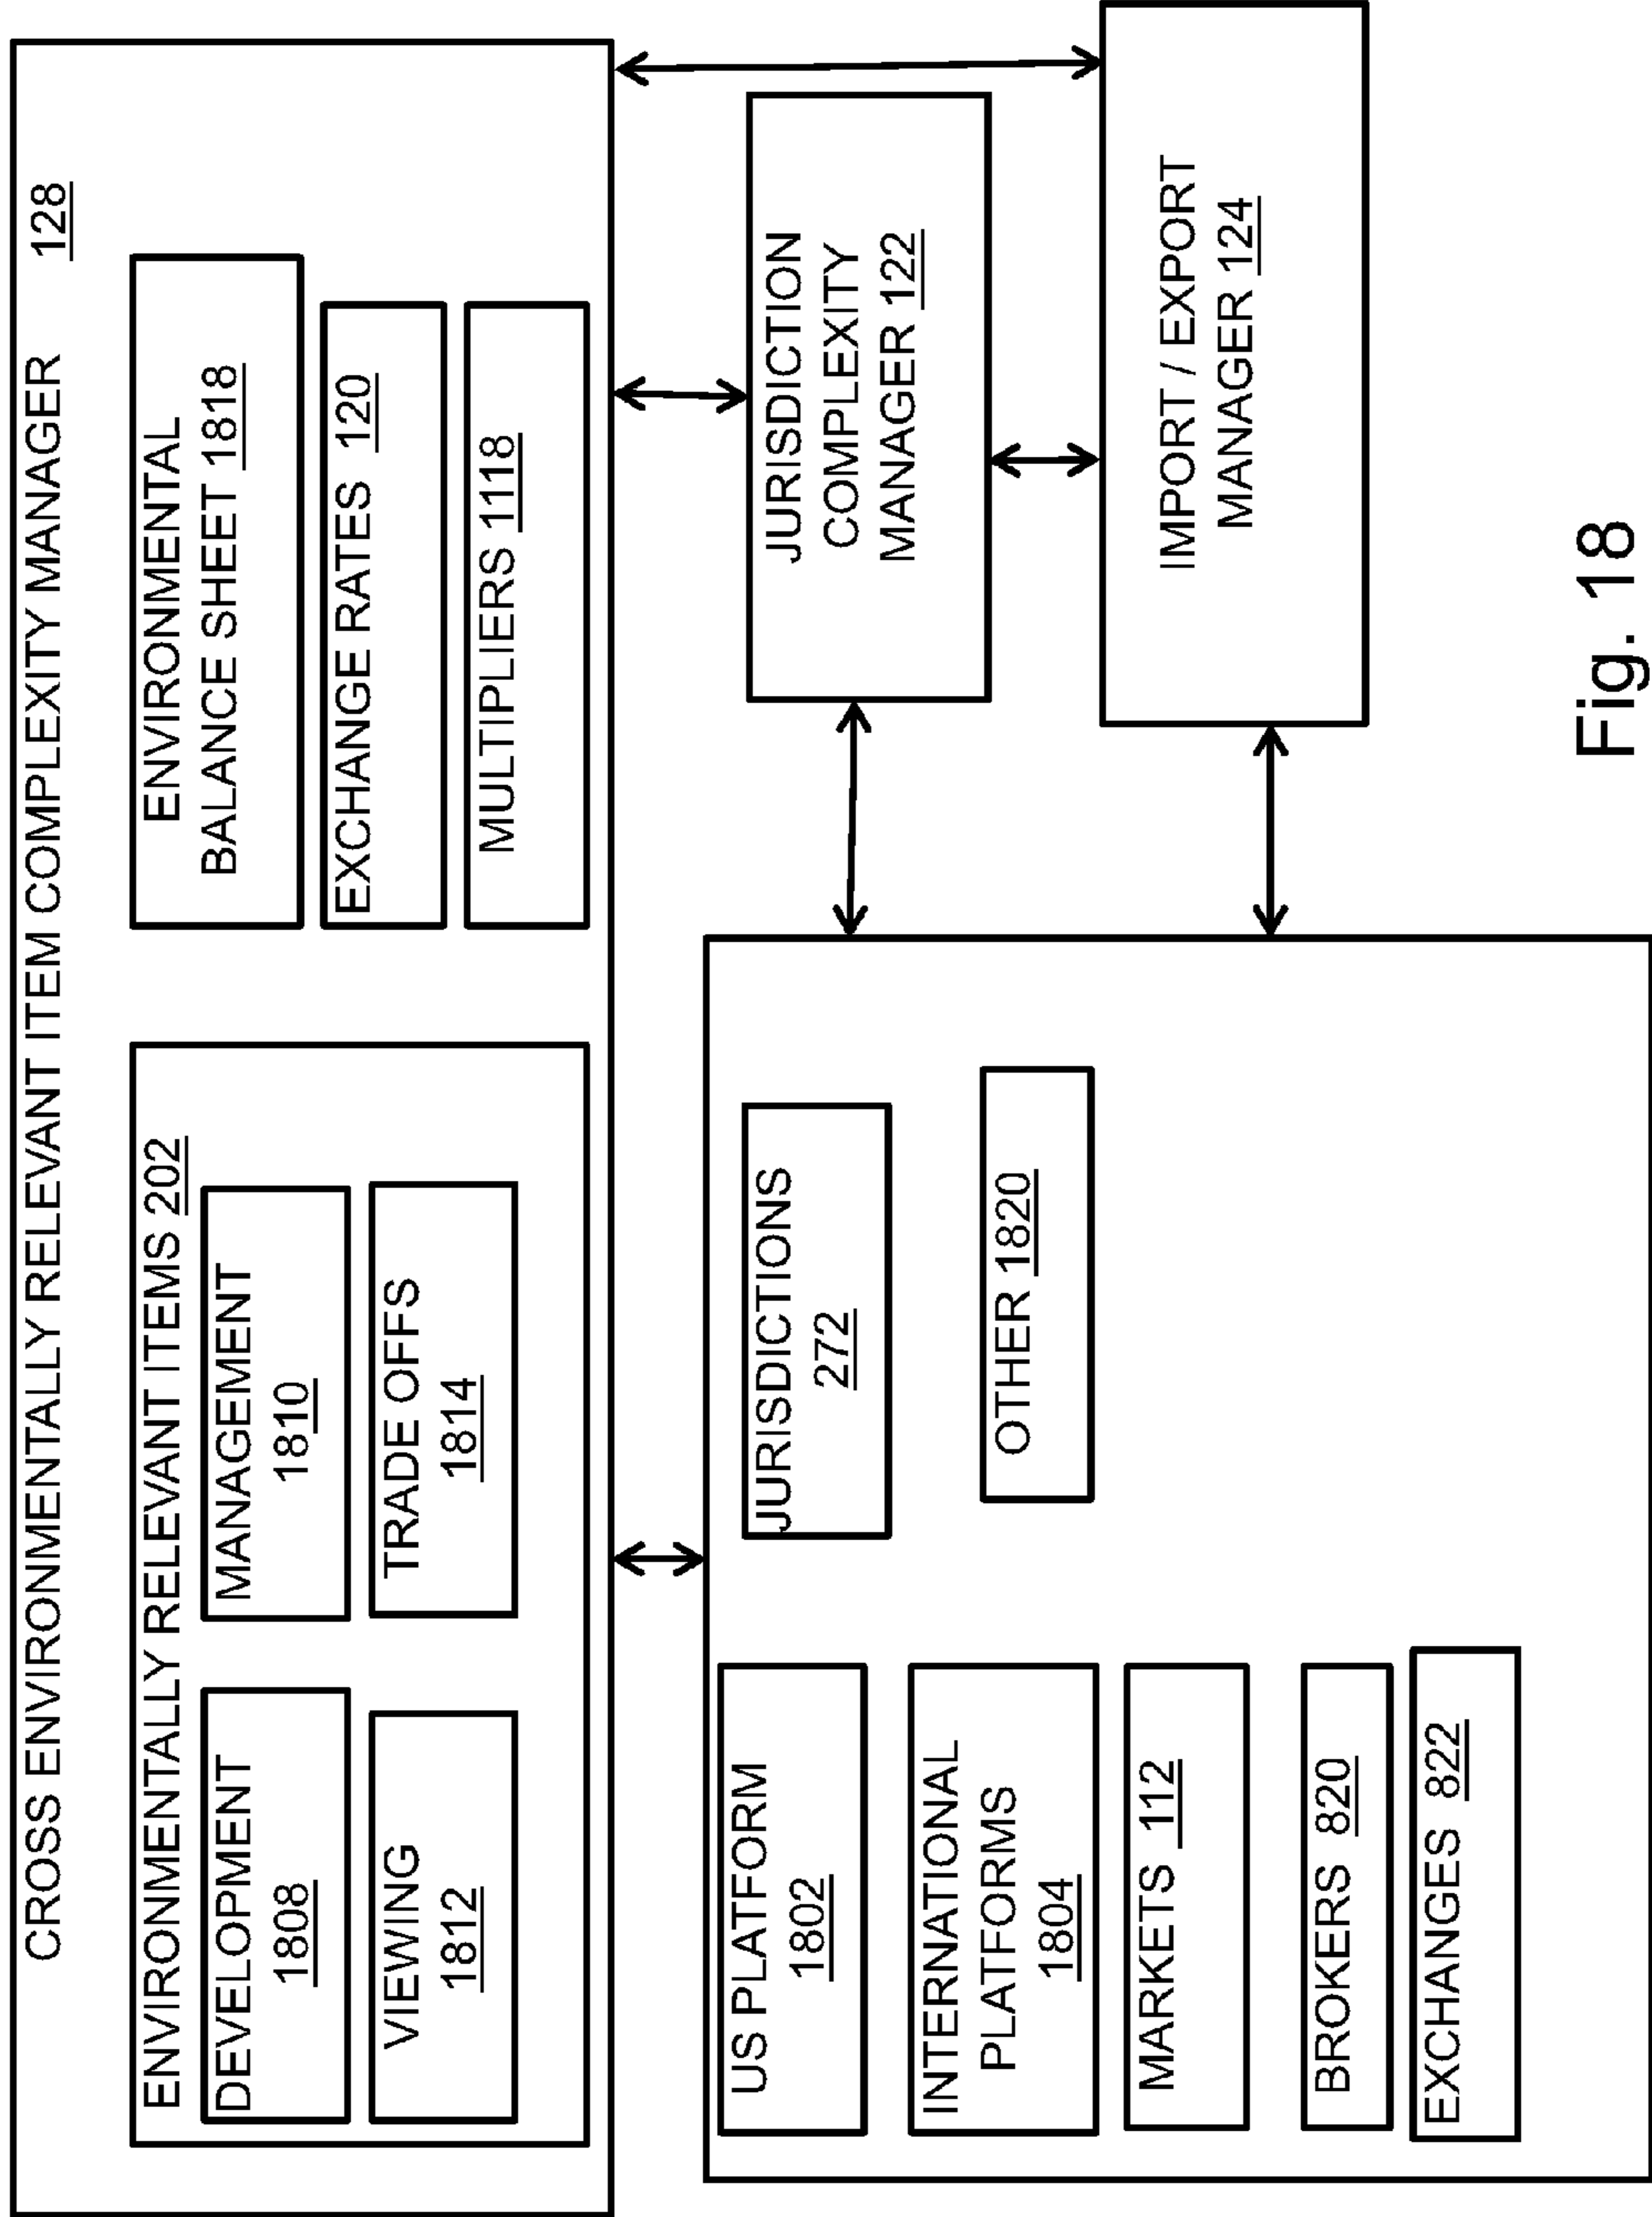 CROSS ENVIRONMENTALLY RELEVANT ITEM COMPLEXITY MANAGER 128
ENVIRONMENTALLY RELEVANT ITEMS 202
DEVELOPMENT
1808
MANAGEMENT
1810
VIEWING
1812
TRADE OFFS
1814
ENVIRONMENTAL
BALANCE SHEET 1818
EXCHANGE RATES 120
MULTIPLIERS 1118
US PLATFORM
1802
INTERNATIONAL
PLATFORMS
1804
MARKETS 112
BROKERS 820
EXCHANGES 822
JURISDICTIONS
272
OTHER 1820
JURISDICTION
COMPLEXITY
MANAGER 122
IMPORT / EXPORT
MANAGER 124
Fig. 18